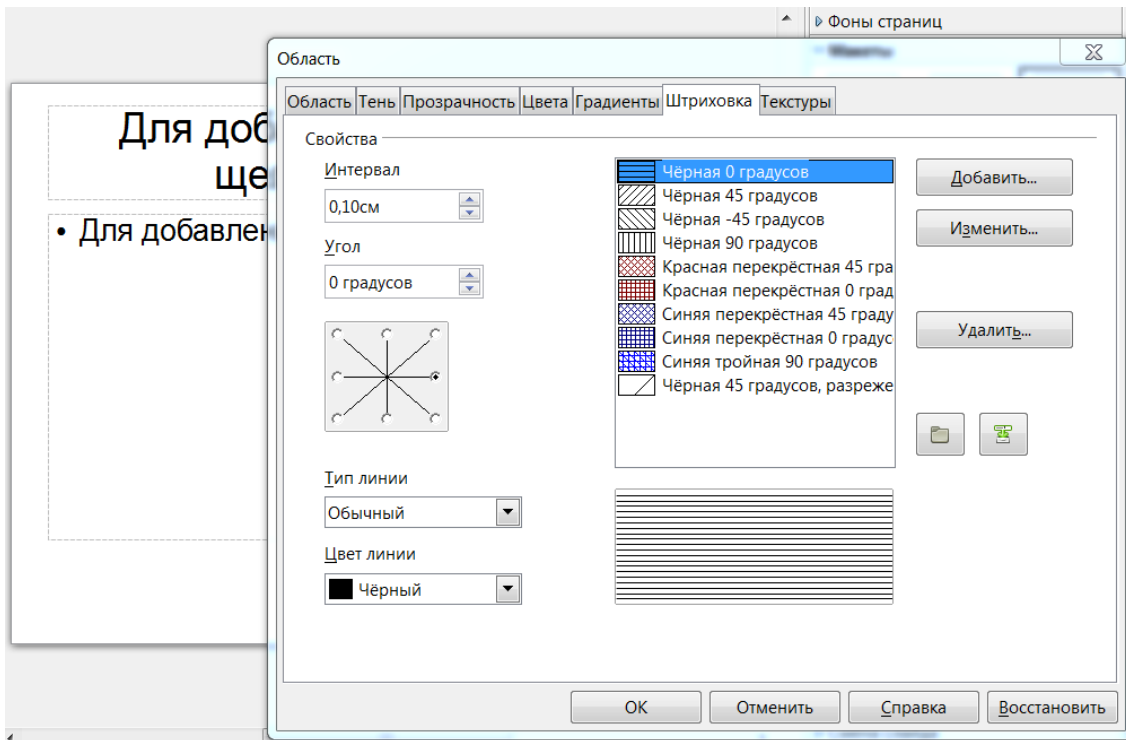 Фоны страниц
Макеты
Область
Область Тень Прозрачность Цвета Градиенты Штриховка Текстуры
Для доб
ще
• Для добавлен
Свойства
Интервал
0,10см
Угол
0 градусов
Тип линии
Обычный
Цвет линии
Чёрный
Чёрная 0 градусов
Чёрная 45 градусов
Чёрная -45 градусов
Чёрная 90 градусов
Красная перекрёстная 45 гра
Красная перекрёстная 0 град
Синяя перекрёстная 45 граду
Синяя перекрёстная 0 градус
Синяя тройная 90 градусов
Чёрная 45 градусов, разреже
Добавить...
Изменить...
Удалить...
ОК
Отменить
Справка
Восстановить